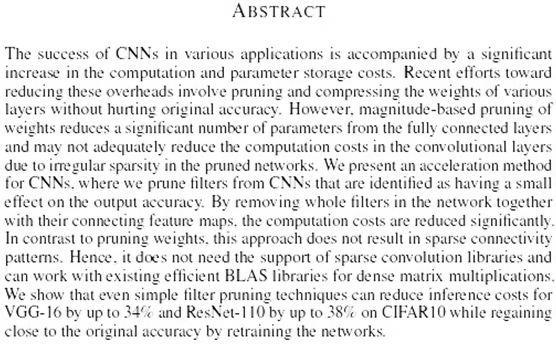 ABSTRACT
The success of CNNs in various applications is accompanied by a significant
increase in the computation and parameter storage costs. Recent efforts toward
reducing these overheads involve pruning and compressing the weights of various
layers without hurting original accuracy. However, magnitude-based pruning of
weights reduces a significant number of parameters from the fully connected layers
and may not adequately reduce the computation costs in the convolutional layers
due to irregular sparsity in the pruned networks. We present an acceleration method
for CNNs, where we prune filters from CNNs that are identified as having a small
effect on the output accuracy. By removing whole filters in the network together
with their connecting feature maps, the computation costs are reduced significantly.
In contrast to pruning weights, this approach does not result in sparse connectivity
patterns. Hence, it does not need the support of sparse convolution libraries and
can work with existing efficient BLAS libraries for dense matrix multiplications.
We show that even simple filter pruning techniques can reduce inference costs for
VGG-16 by up to 34% and ResNet-110 by up to 38% on CIFAR10 while regaining
close to the original accuracy by retraining the networks.